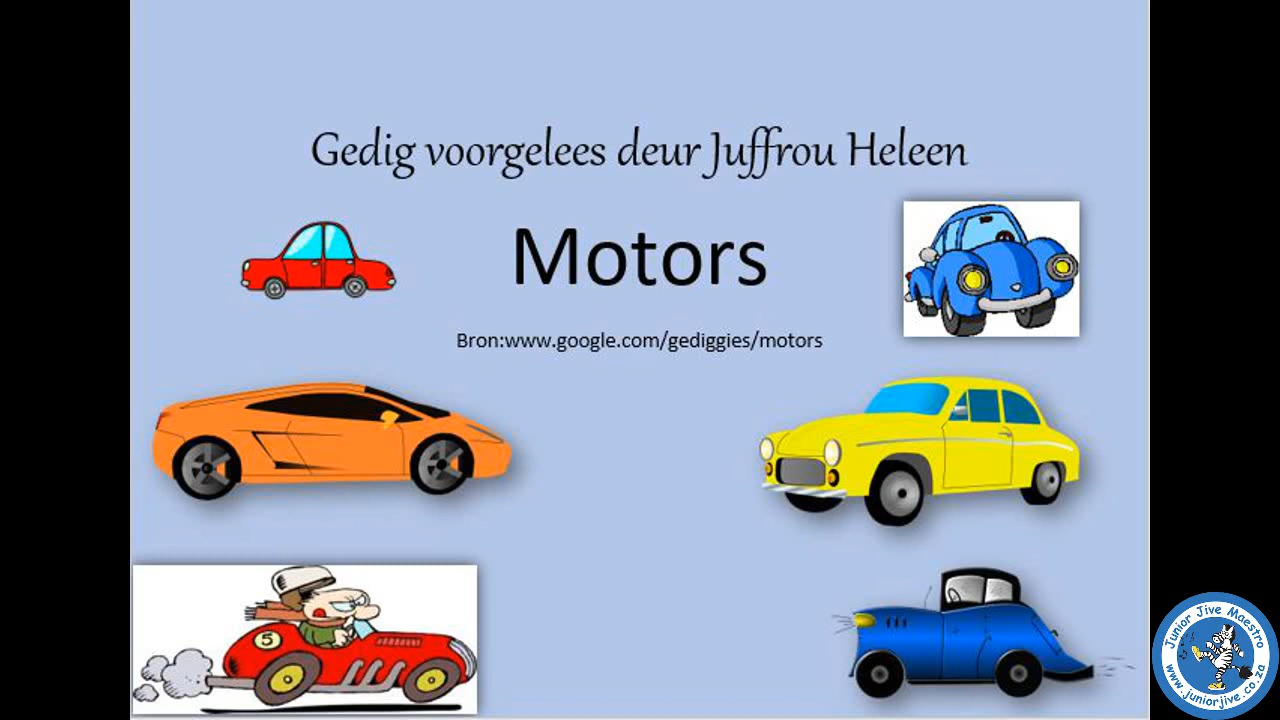 Gedig voorgelees deur Juffrou Heleen
Motors
Bron:www.google.com/gediggies/motors
5
Junior Jive Maestro
www.juniorjive.co.za